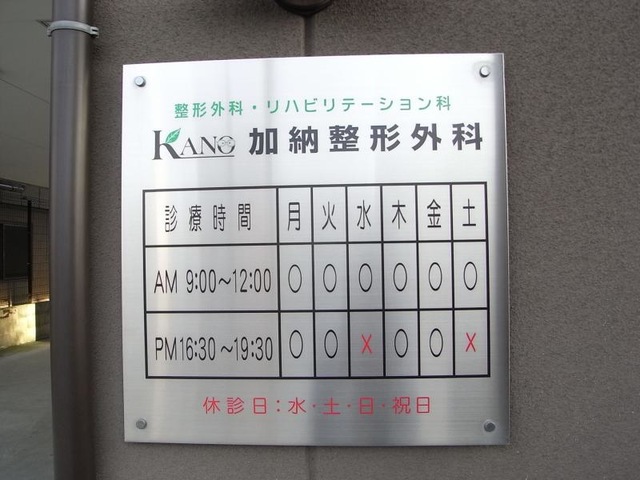 整形外科・リハビリテーション科
KANO 加納整形外科
診療時間 月 火 水 木 金 土
AM 9:00〜12:00 ○ ○ ○ ○ ○ ○
PM16:30〜19:30 ○ ○ × ○ ○ ×
休診日：水・土・日・祝日